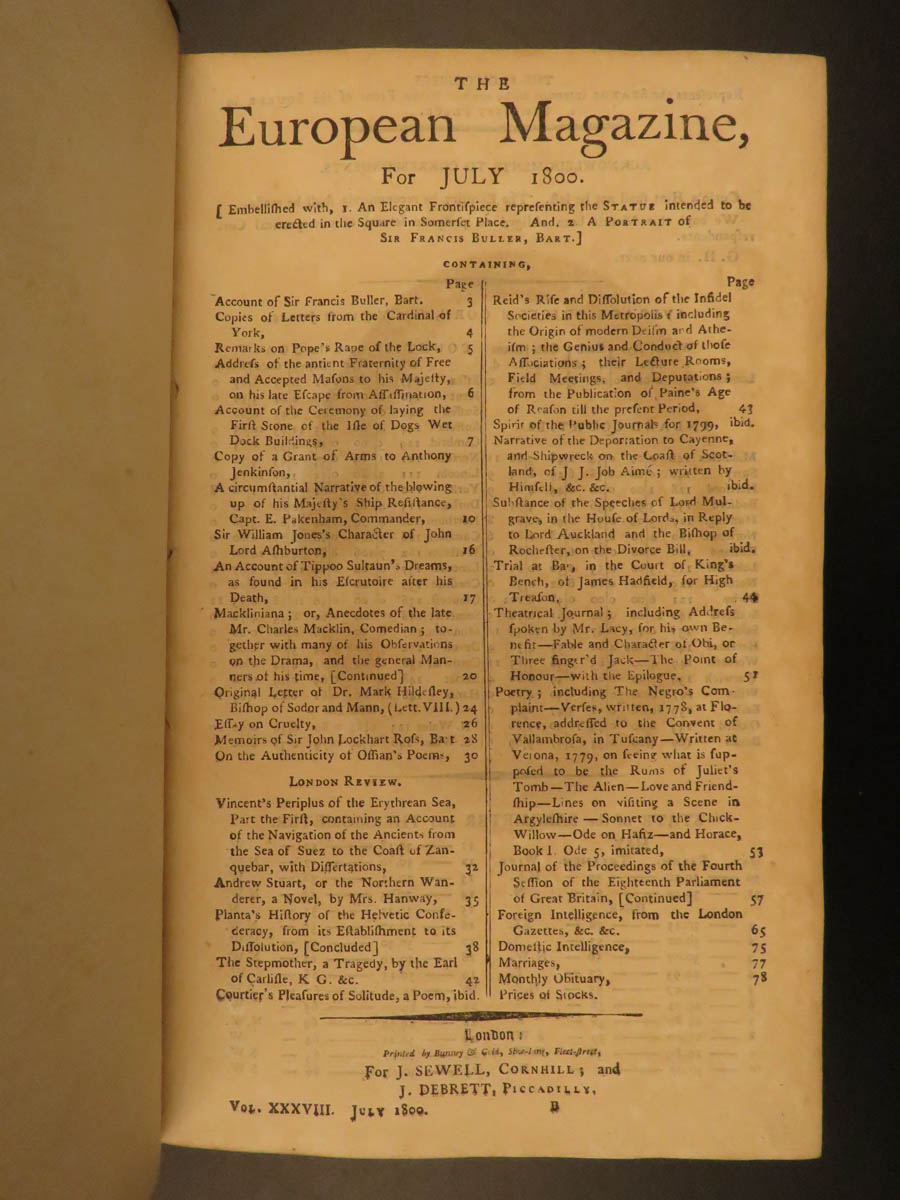 THE
European Magazine,
For JULY 1800.
[ Embelliſhed with, 1. An Elegant Frontiſpiece repreſenting the STATUE intended to be
erected in the Square in Somerſet Place. And, 2 A PORTRAIT of
SIR FRANCIS BULLER, BART.]
CONTAINING,
Page
Account of Sir Francis Buller, Bart. 3
Copies of Letters from the Cardinal of
York, 4
Remarks on Pope's Rape of the Lock, 5
Addreſs of the antient Fraternity of Free
and Accepted Maſons to his Majeſty,
on his late Eſcape from Aſſaſſination, 6
Account of the Ceremony of laying the
Firſt Stone of the Iſle of Dogs Wet
Dock Buildings, 7
Copy of a Grant of Arms to Anthony
Jenkinſon,
A circumſtantial Narrative of the blowing
up of his Majeſty's Ship Reſiſtance,
Capt. E. Pakenham, Commander, 10
Sir William Jones's Character of John
Lord Aſhburton, 16
An Account of Tippoo Sultaun's Dreams,
as found in his Eſcrutoire after his
Death, 17
Mackliniana; or, Anecdotes of the late
Mr. Charles Macklin, Comedian; to-
gether with many of his Obſervations
on the Drama, and the general Man-
ners of his time, [Continued] 20
Original Letter of Dr. Mark Hildeſley,
Biſhop of Sodor and Mann, (Lett. VIII.) 24
Eſſay on Cruelty, 26
Memoirs of Sir John Lockhart Roſs, Bart 28
On the Authenticity of Oſſian's Poems, 30
LONDON REVIEW.
Vincent's Periplus of the Erythrean Sea,
Part the Firſt, containing an Account
of the Navigation of the Ancients from
the Sea of Suez to the Coaſt of Zan-
quebar, with Diſſertations, 32
Andrew Stuart, or the Northern Wan-
derer, a Novel, by Mrs. Hanway, 35
Planta's Hiſtory of the Helvetic Confe-
deracy, from its Eſtabliſhment to its
Diſſolution, [Concluded] 38
The Stepmother, a Tragedy, by the Earl
of Carliſle, K G. &c. 42
Courtier's Pleaſures of Solitude, a Poem, ibid.
Page
Reid's Riſe and Diſſolution of the Infidel
Societies in this Metropolis; including
the Origin of modern Deiſm and Athe-
iſm; the Genius and Conduct of thoſe
Aſſociations; their Lecture Rooms,
Field Meetings, and Deputations;
from the Publication of Paine's Age
of Reaſon till the preſent Period, 43
Spirit of the Public Journals for 1799, ibid.
Narrative of the Deportation to Cayenne,
and Shipwreck on the Coaſt of Scot-
land, of J J. Job Aimé; written by
Himſelf, &c. &c. ibid.
Subſtance of the Speeches of Lord Mul-
grave, in the Houſe of Lords, in Reply
to Lord Auckland and the Biſhop of
Rocheſter, on the Divorce Bill, ibid.
Trial at Bar, in the Court of King's
Bench, of James Hadfield, for High
Treaſon, 44
Theatrical Journal; including Addreſs
ſpoken by Mr. Lacy, for his own Be-
nefit—Fable and Character of Obi, or
Three finger'd Jack—The Point of
Honour—with the Epilogue, 51
Poetry; including The Negro's Com-
plaint—Verſes, written, 1778, at Flo-
rence, addreſſed to the Convent of
Vallambroſa, in Tuſcany—Written at
Verona, 1779, on ſeeing what is ſup-
poſed to be the Ruins of Juliet's
Tomb—The Alien—Love and Friend-
ſhip—Lines on viſiting a Scene in
Argyleſhire—Sonnet to the Chick-
Willow—Ode on Hafiz—and Horace,
Book I. Ode 5, imitated, 53
Journal of the Proceedings of the Fourth
Seſſion of the Eighteenth Parliament
of Great Britain, [Continued] 57
Foreign Intelligence, from the London
Gazettes, &c. &c. 65
Domeſtic Intelligence, 75
Marriages, 77
Monthly Obituary, 78
Prices of Stocks.
London:
Printed by Bunney & Gold, Shoe-lane, Fleet-ſtreet,
For J. SEWELL, CORNHILL; and
J. DEBRETT, PICCADILLY,
VOL. XXXVIII. JULY 1800. B